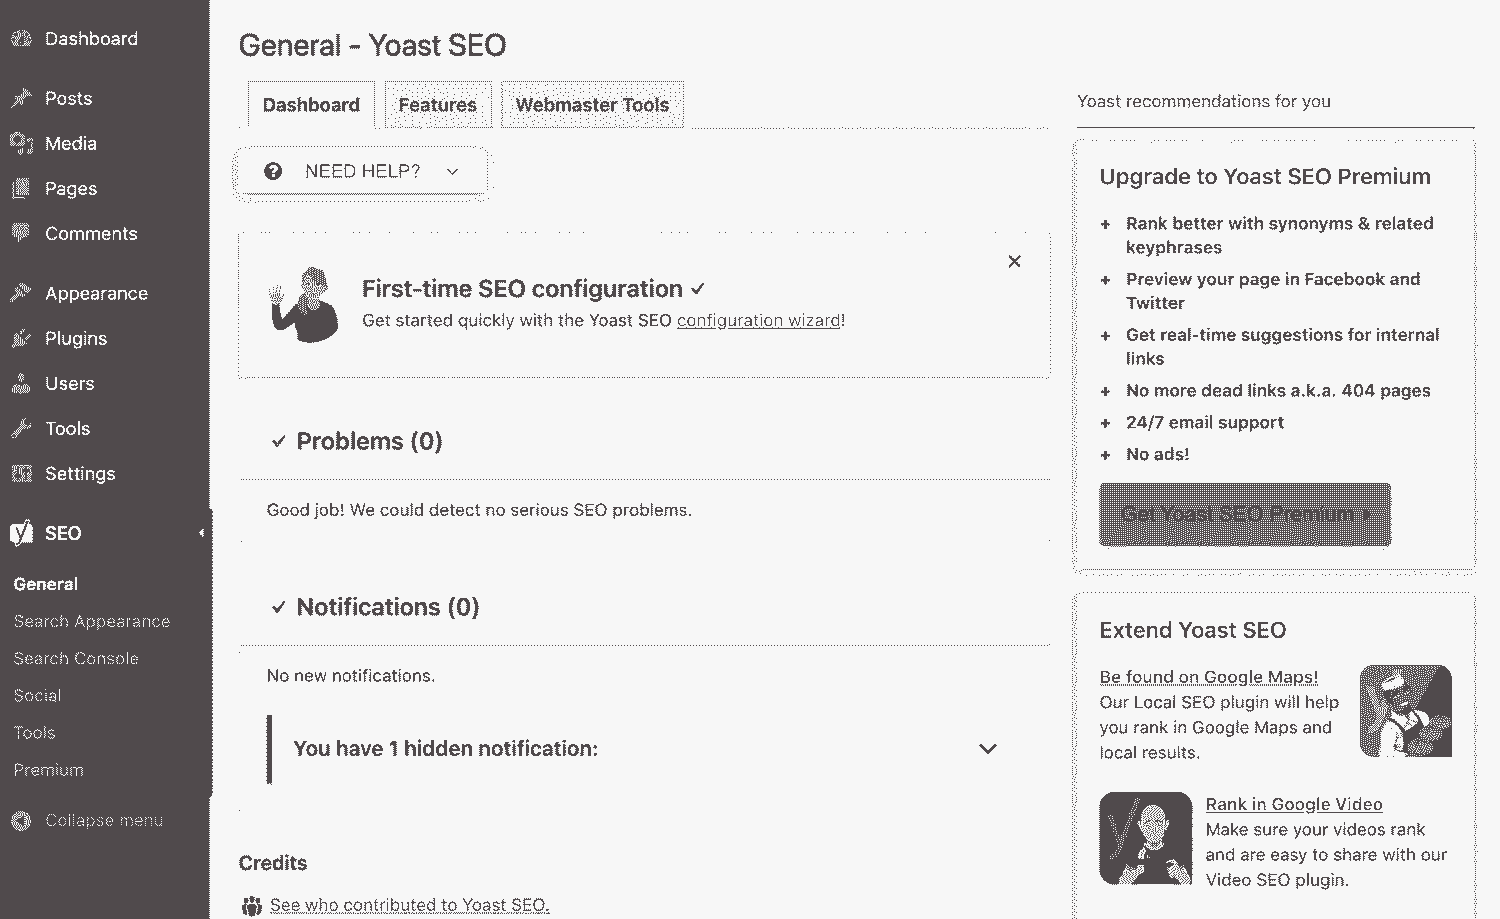 Dashboard
Posts
Media
Pages
Comments
Appearance
Plugins
Users
Tools
Settings
SEO
General
Search Appearance
Search Console
Social
Tools
Premium
Collapse menu
General - Yoast SEO
Dashboard
Features
Webmaster Tools
NEED HELP?
First-time SEO configuration
Get started quickly with the Yoast SEO configuration wizard!
Problems (0)
Good job! We could detect no serious SEO problems.
Notifications (0)
No new notifications.
You have 1 hidden notification:
Credits
See who contributed to Yoast SEO.
Yoast recommendations for you
Upgrade to Yoast SEO Premium
+ Rank better with synonyms & related
keyphrases
+ Preview your page in Facebook and
Twitter
+ Get real-time suggestions for internal
links
+ No more dead links a.k.a. 404 pages
+ 24/7 email support
+ No ads!
Get Yoast SEO Premium
Extend Yoast SEO
Be found on Google Maps!
Our Local SEO plugin will help
you rank in Google Maps and
local results.
Rank in Google Video
Make sure your videos rank
and are easy to share with our
Video SEO plugin.